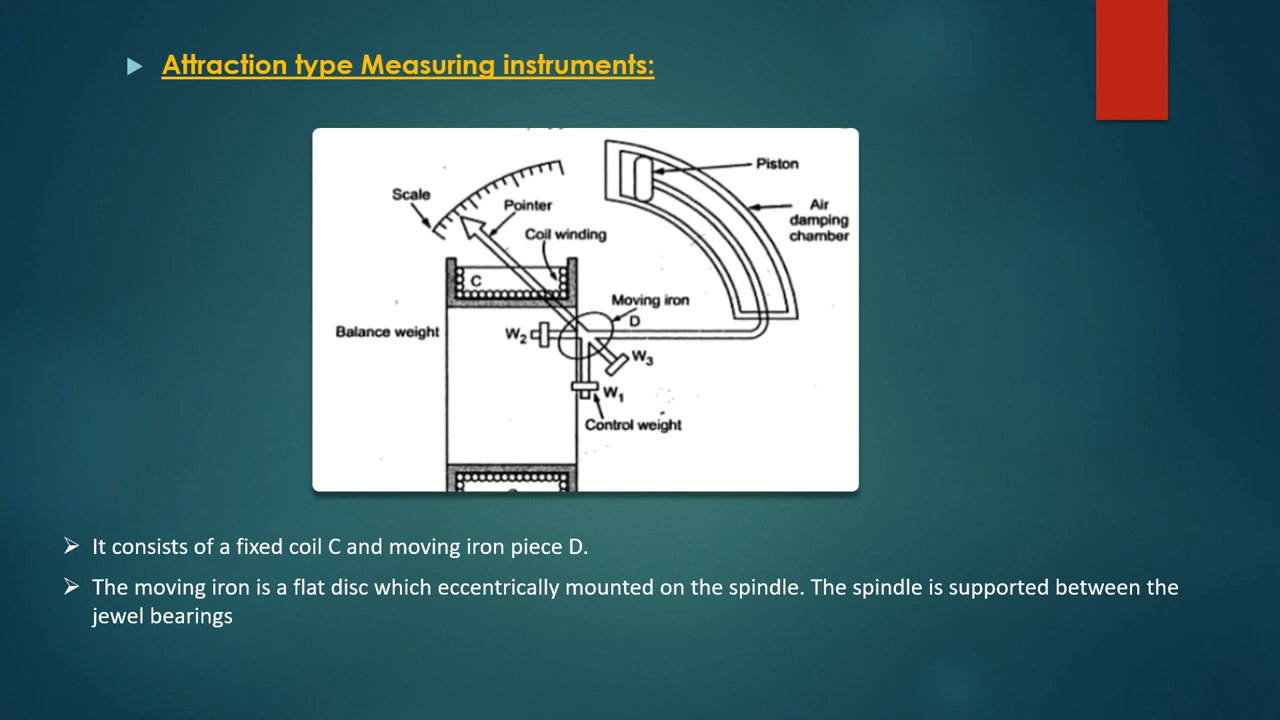 Attraction type Measuring instruments:
Piston
Scale
Pointer
Air
damping
chamber
Coil winding
C
Moving iron
D
Balance weight
W2
W3
W1
Control weight
It consists of a fixed coil C and moving iron piece D.
The moving iron is a flat disc which eccentrically mounted on the spindle. The spindle is supported between the
jewel bearings